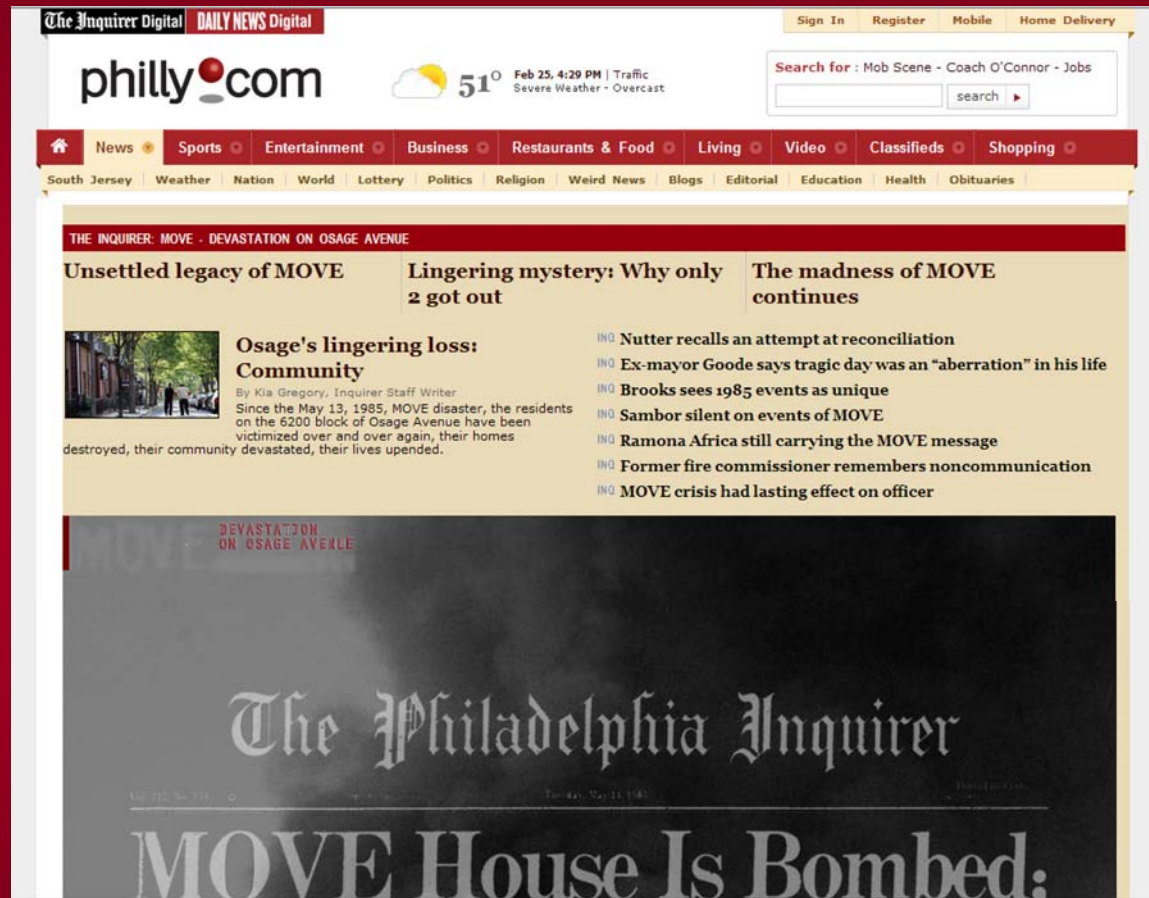 The Inquirer Digital DAILY NEWS Digital
Sign In Register Mobile Home Delivery
philly.com
51° Feb 25, 4:29 PM | Traffic
Severe Weather - Overcast
Search for : Mob Scene - Coach O'Connor - Jobs
search
News Sports Entertainment Business Restaurants & Food Living Video Classifieds Shopping
South Jersey Weather Nation World Lottery Politics Religion Weird News Blogs Editorial Education Health Obituaries
THE INQUIRER: MOVE - DEVASTATION ON OSAGE AVENUE
Unsettled legacy of MOVE
Lingering mystery: Why only
2 got out
The madness of MOVE
continues
Osage's lingering loss:
Community
By Kia Gregory, Inquirer Staff Writer
Since the May 13, 1985, MOVE disaster, the residents
on the 6200 block of Osage Avenue have been
victimized over and over again, their homes
destroyed, their community devastated, their lives upended.
INQ Nutter recalls an attempt at reconciliation
INQ Ex-mayor Goode says tragic day was an "aberration" in his life
INQ Brooks sees 1985 events as unique
INQ Sambor silent on events of MOVE
INQ Ramona Africa still carrying the MOVE message
INQ Former fire commissioner remembers noncommunication
INQ MOVE crisis had lasting effect on officer
MOVE
DEVASTATION
ON OSAGE AVENUE
The Philadelphia Inquirer
Tuesday, May 14, 1985
MOVE House Is Bombed;